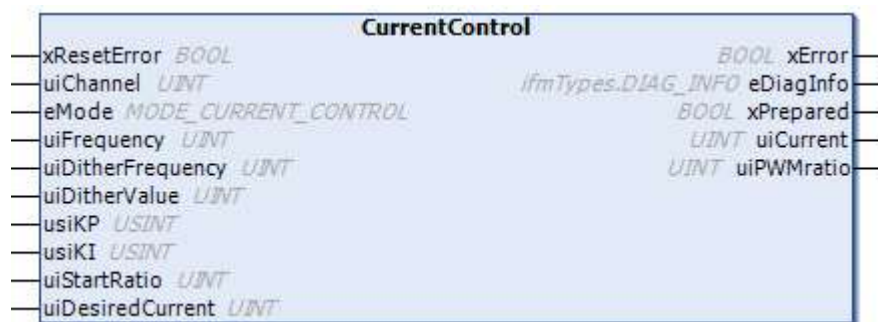 CurrentControl
xResetError BOOL BOOL xError
uiChannel UINT ifmTypes.DIAG_INFO eDiagInfo
eMode MODE_CURRENT_CONTROL BOOL xPrepared
uiFrequency UINT UINT uiCurrent
uiDitherFrequency UINT UINT uiPWMratio
uiDitherValue UINT
usiKP USINT
usiKI USINT
uiStartRatio UINT
uiDesiredCurrent UINT